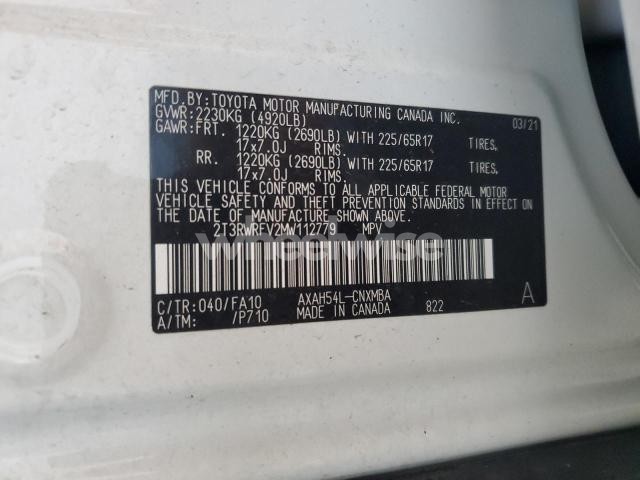 MFD.BY:TOYOTA MOTOR MANUFACTURING CANADA INC.
GVWR:2230KG (4920LB) 03/21
GAWR:FRT. 1220KG (2690LB) WITH 225/65R17 TIRES,
17x7.0J RIMS.
RR. 1220KG (2690LB) WITH 225/65R17 TIRES,
17x7.0J RIMS.
THIS VEHICLE CONFORMS TO ALL APPLICABLE FEDERAL MOTOR
VEHICLE SAFETY AND THEFT PREVENTION STANDARDS IN EFFECT
ON THE DATE OF MANUFACTURE SHOWN ABOVE.
2T3RWRFV2MW112779 MPV
wheelwise
C/TR:040/FA10 AXAH54L-CNXMBA A
A/TM: /P710 MADE IN CANADA 822